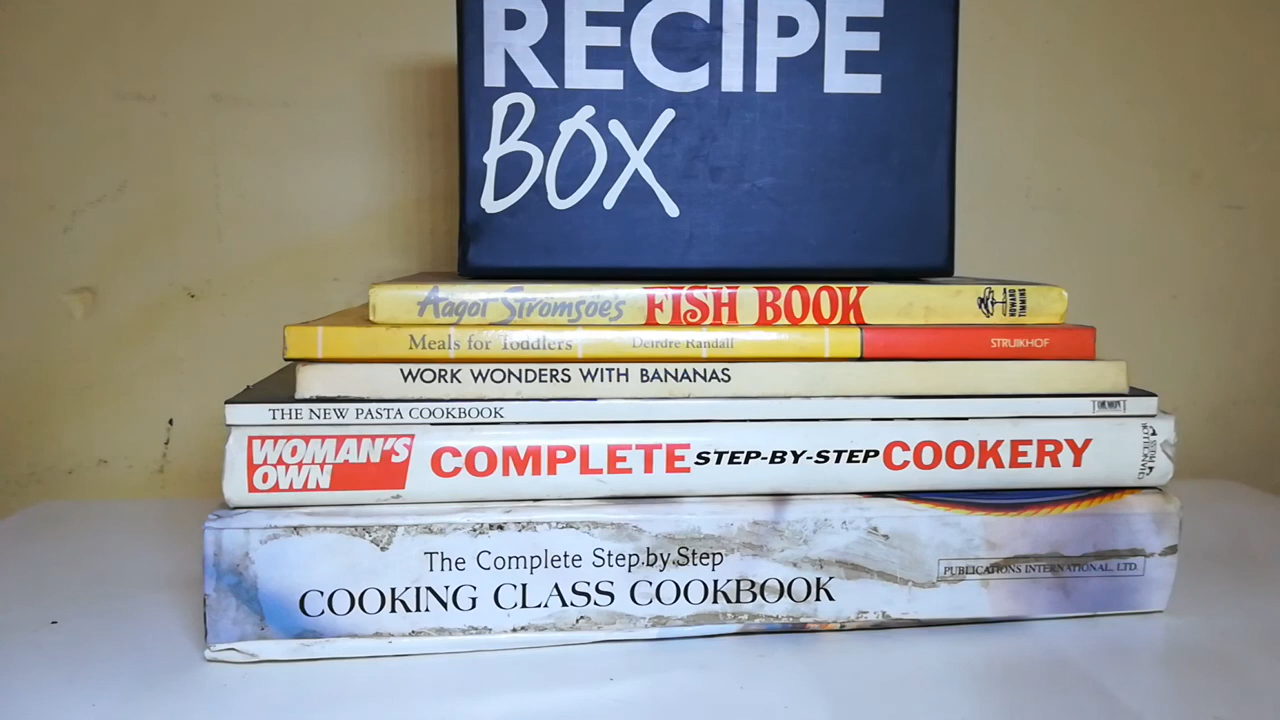 RECIPE
BOX
Aagot Stromsoe's FISH BOOK HOWARD TIMMINS
Meals for Toddlers Deirdre Randall STRUIKHOF
WORK WONDERS WITH BANANAS
THE NEW PASTA COOKBOOK
WOMAN'S OWN COMPLETE STEP-BY-STEP COOKERY
The Complete Step.by.Step
COOKING CLASS COOKBOOK
PUBLICATIONS INTERNATIONAL, LTD.